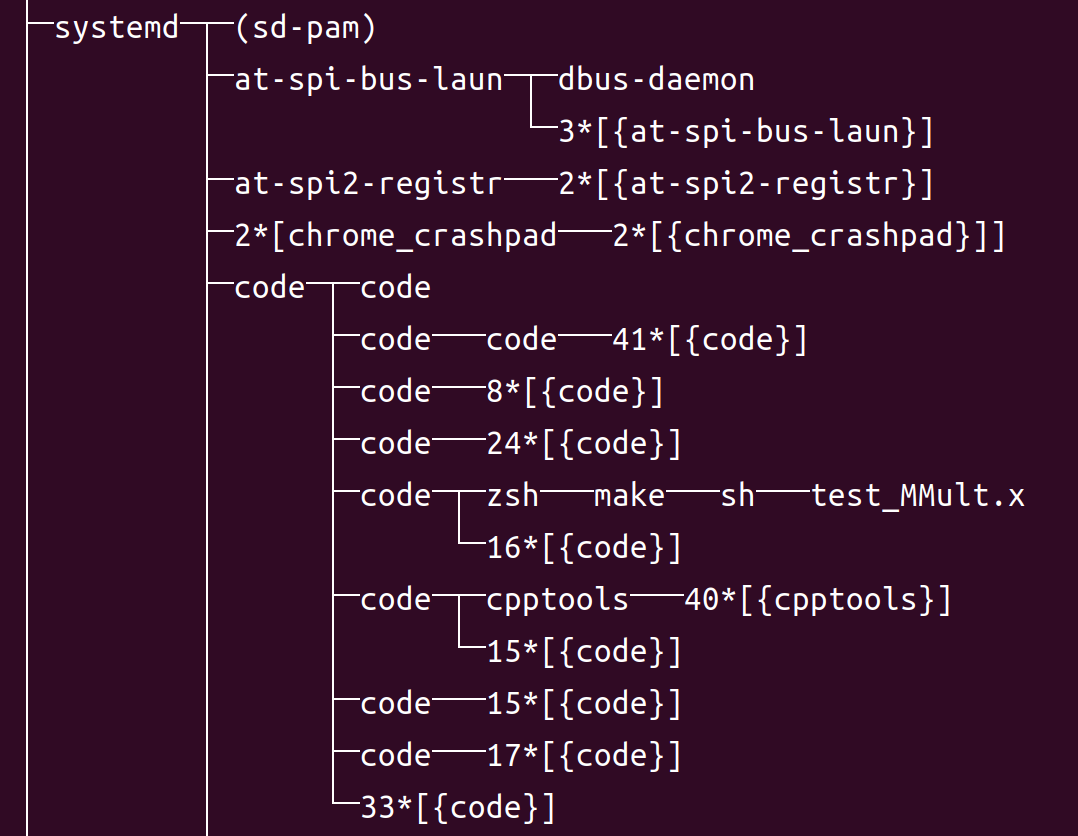 systemd (sd-pam)
at-spi-bus-laun dbus-daemon
3*[{at-spi-bus-laun}]
at-spi2-registr 2*[{at-spi2-registr}]
2*[chrome_crashpad 2*[{chrome_crashpad}]]
code code
code code 41*[{code}]
code 8*[{code}]
code 24*[{code}]
code zsh make sh test_MMult.x
16*[{code}]
code cpptools 40*[{cpptools}]
15*[{code}]
code 15*[{code}]
code 17*[{code}]
33*[{code}]